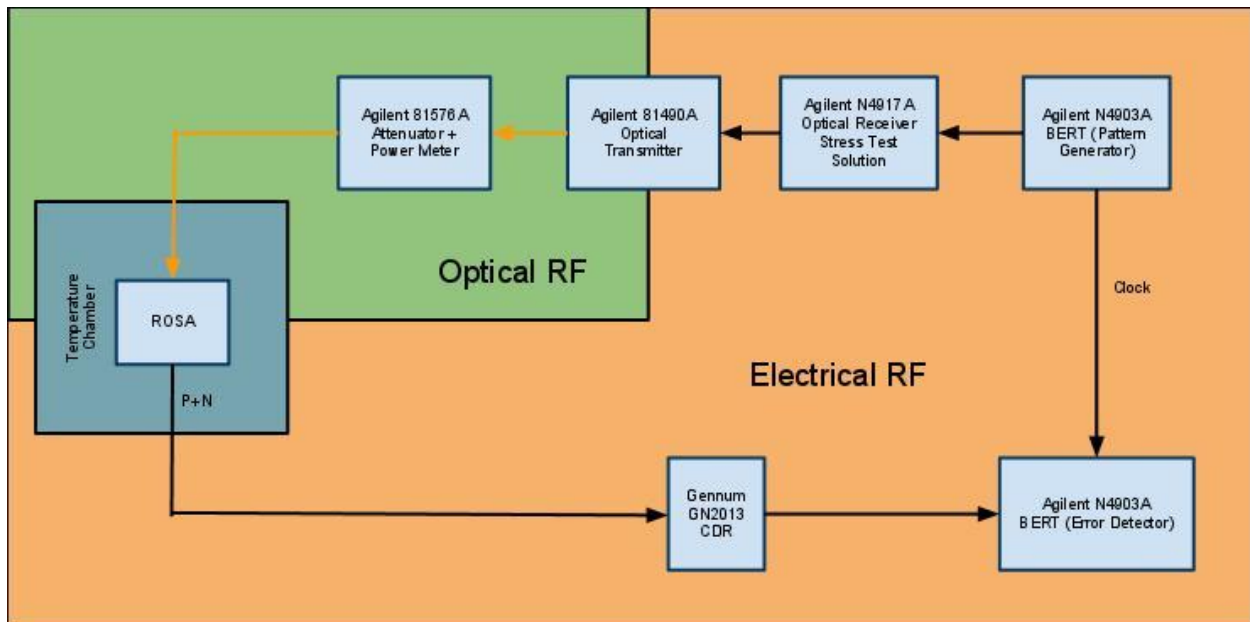 Agilent 81576A
Attenuator +
Power Meter
Agilent 81490A
Optical
Transmitter
Agilent N4917A
Optical Receiver
Stress Test
Solution
Agilent N4903A
BERT (Pattern
Generator)
Optical RF
Temperature
Chamber
ROSA
P+N
Clock
Electrical RF
Gennum
GN2013
CDR
Agilent N4903A
BERT (Error Detector)